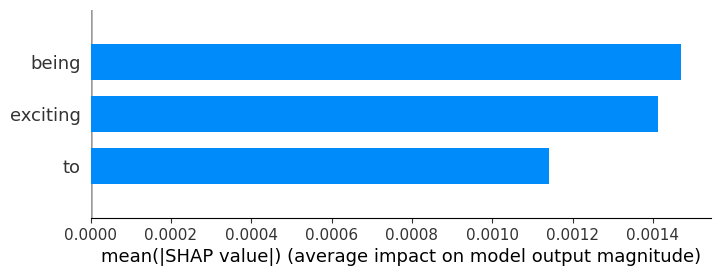 being
exciting
to
0.0000 0.0002 0.0004 0.0006 0.0008 0.0010 0.0012 0.0014
mean(|SHAP value|) (average impact on model output magnitude)